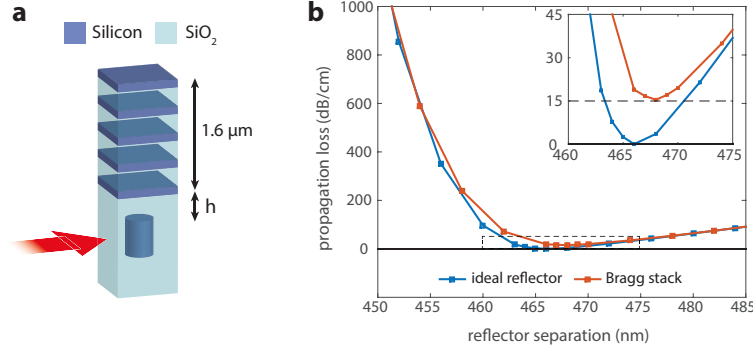 a
Silicon
SiO₂
1.6 µm
h
b
propagation loss (dB/cm)
1000
800
600
400
200
0
450
455
460
465
470
475
480
485
reflector separation (nm)
ideal reflector
Bragg stack
45
30
15
0
460
465
470
475